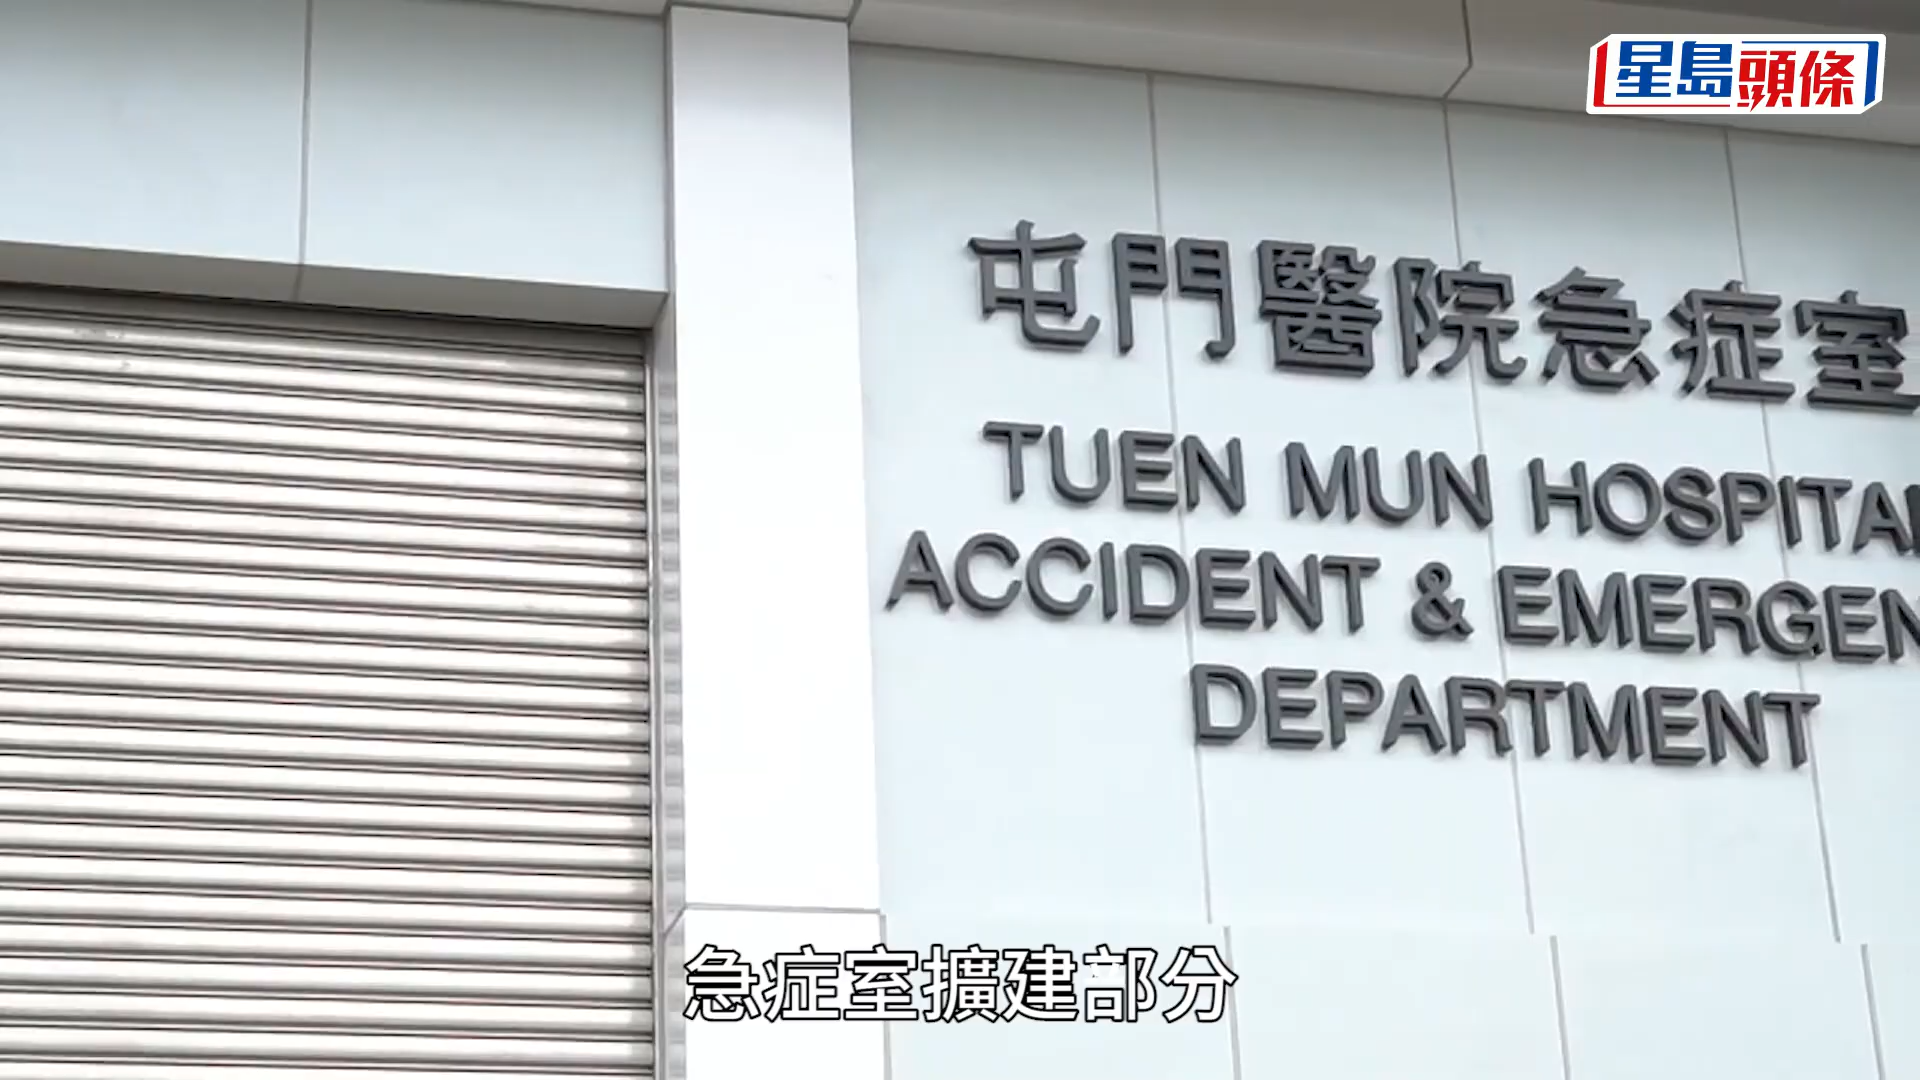 星島頭條
屯門醫院急症室
TUEN MUN HOSPITA
ACCIDENT & EMERGEN
DEPARTMENT
急症室擴建部分